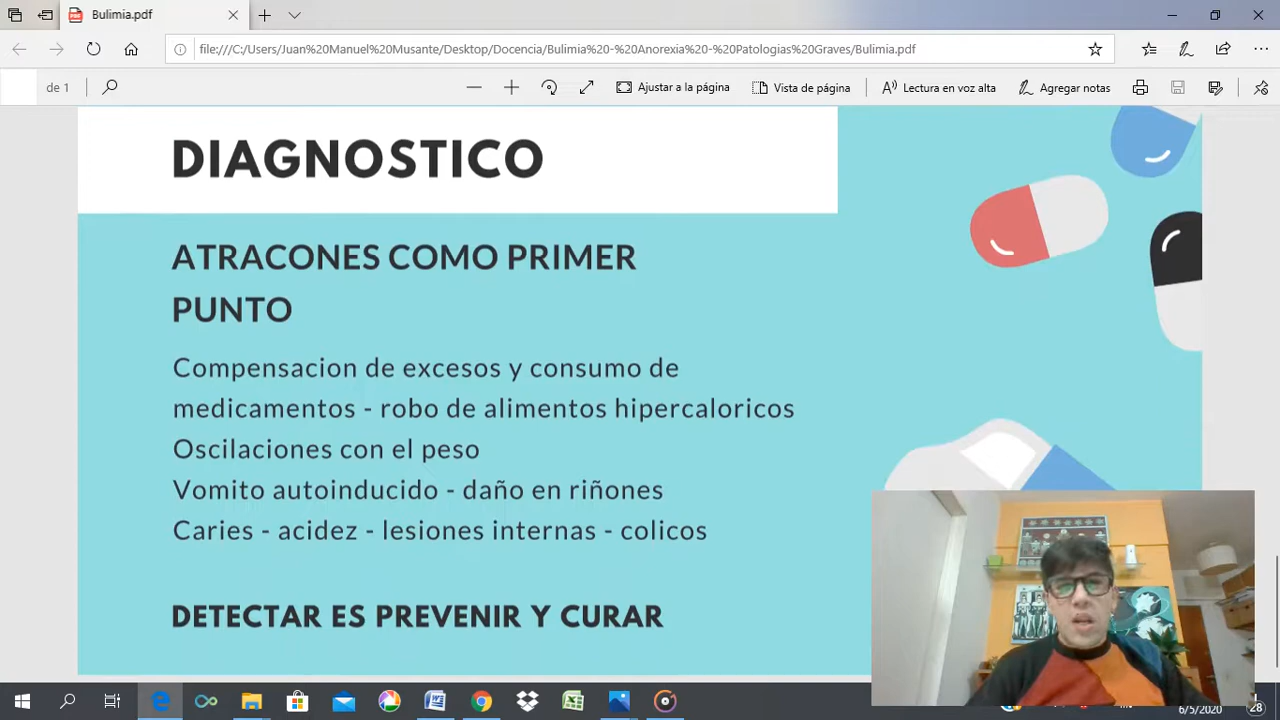 Bulimia.pdf
file:///C:/Users/Juan%20Manuel%20Musante/Desktop/Docencia/Bulimia%20-%20Anorexia%20-%20Patologias%20Graves/Bulimia.pdf
de 1
Ajustar a la página
Vista de página
Lectura en voz alta
Agregar notas
DIAGNOSTICO
ATRACONES COMO PRIMER
PUNTO
Compensacion de excesos y consumo de
medicamentos - robo de alimentos hipercaloricos
Oscilaciones con el peso
Vomito autoinducido - daño en riñones
Caries - acidez - lesiones internas - colicos
DETECTAR ES PREVENIR Y CURAR
6/5/2020
28